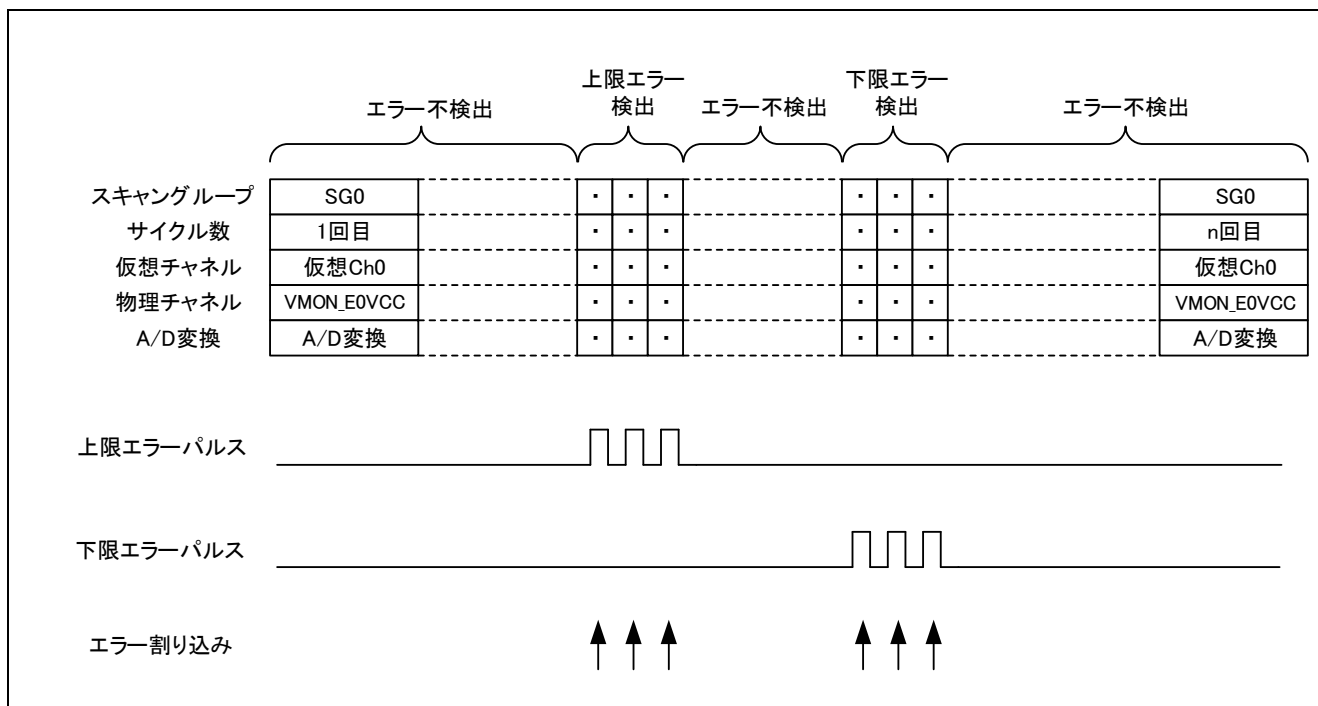 上限エラー
検出
下限エラー
検出
エラー不検出
エラー不検出
エラー不検出
スキャングループ SG0 ・ ・ ・ ・ ・ ・ SG0
サイクル数 1回目 ・ ・ ・ ・ ・ ・ n回目
仮想チャネル 仮想Ch0 ・ ・ ・ ・ ・ ・ 仮想Ch0
物理チャネル VMON_E0VCC ・ ・ ・ ・ ・ ・ VMON_E0VCC
A/D変換 A/D変換 ・ ・ ・ ・ ・ ・ A/D変換
上限エラーパルス
下限エラーパルス
エラー割り込み